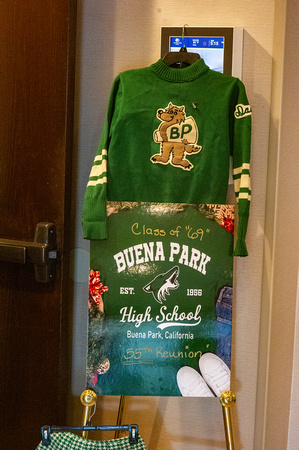 BP
Class of "69"
BUENA PARK
EST. 1956
High School
Buena Park, California
55th Reunion"